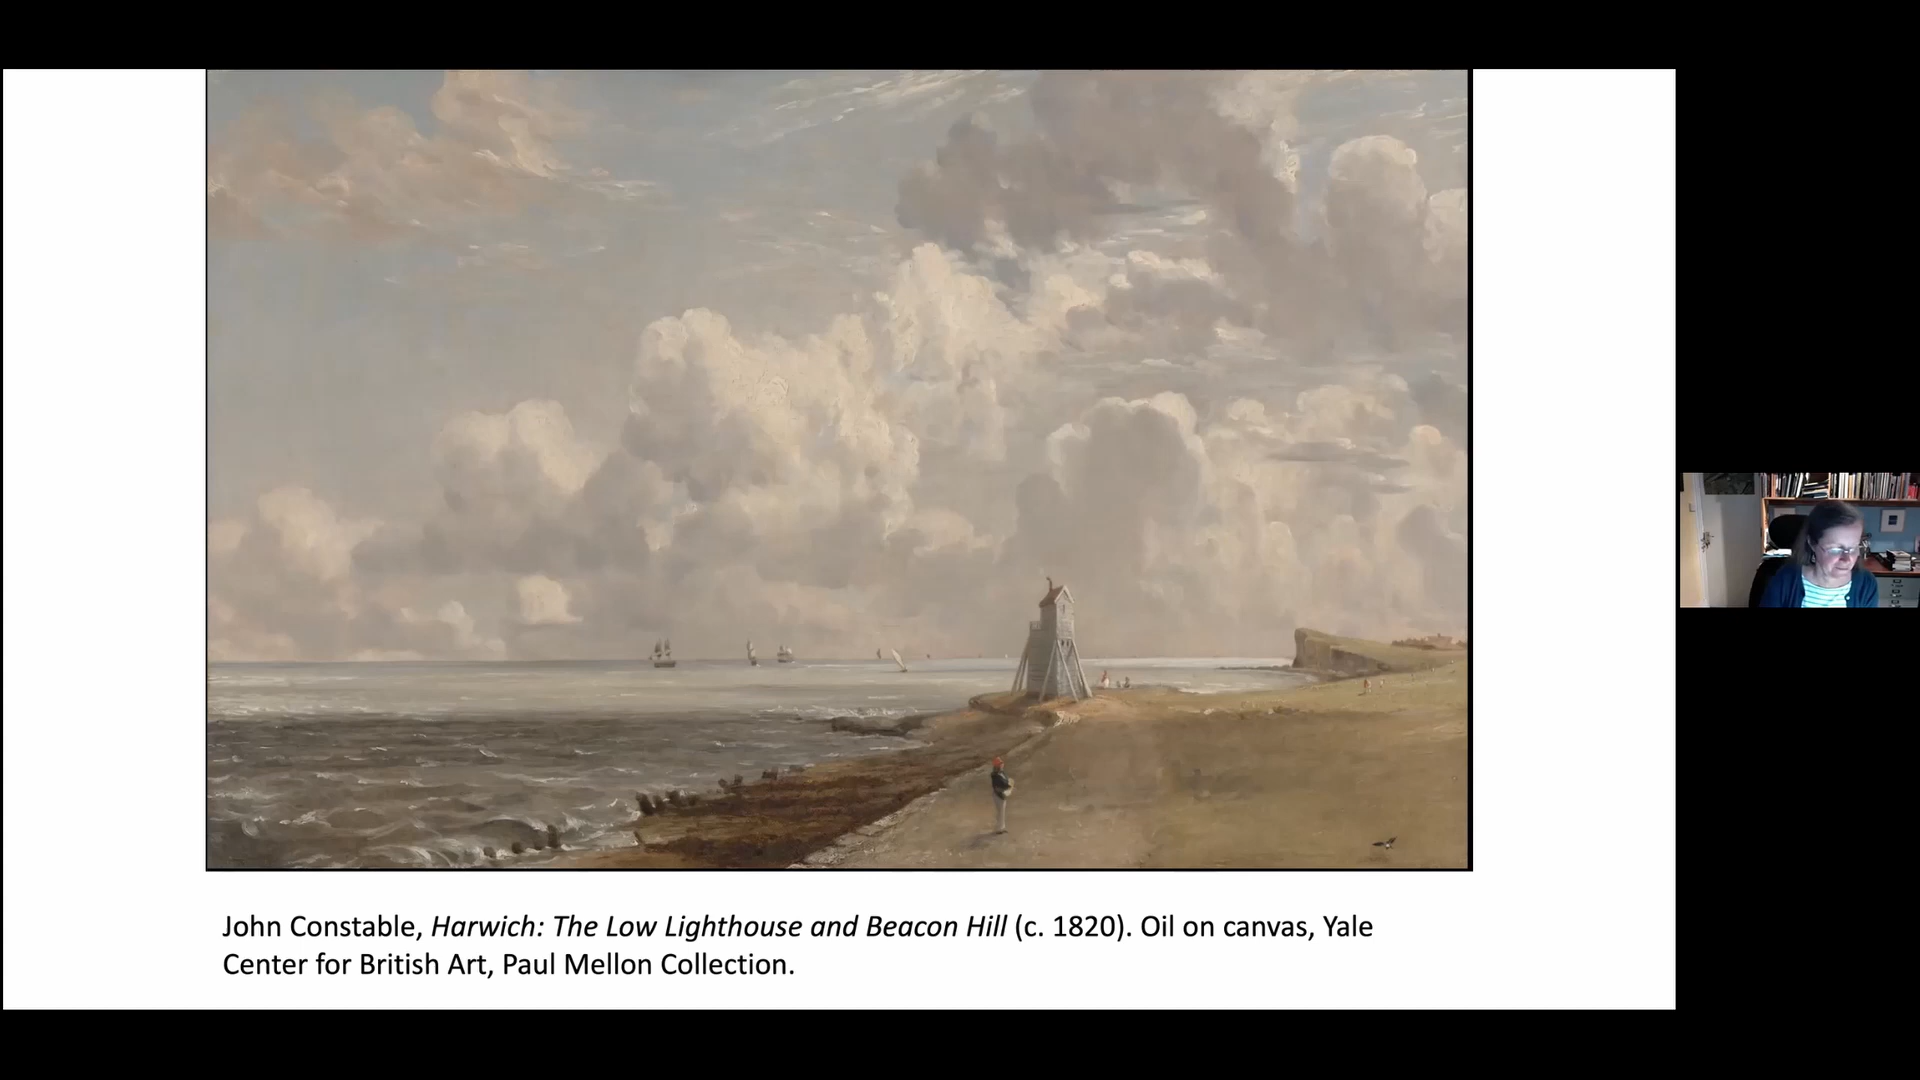 John Constable, Harwich: The Low Lighthouse and Beacon Hill (c. 1820). Oil on canvas, Yale
Center for British Art, Paul Mellon Collection.